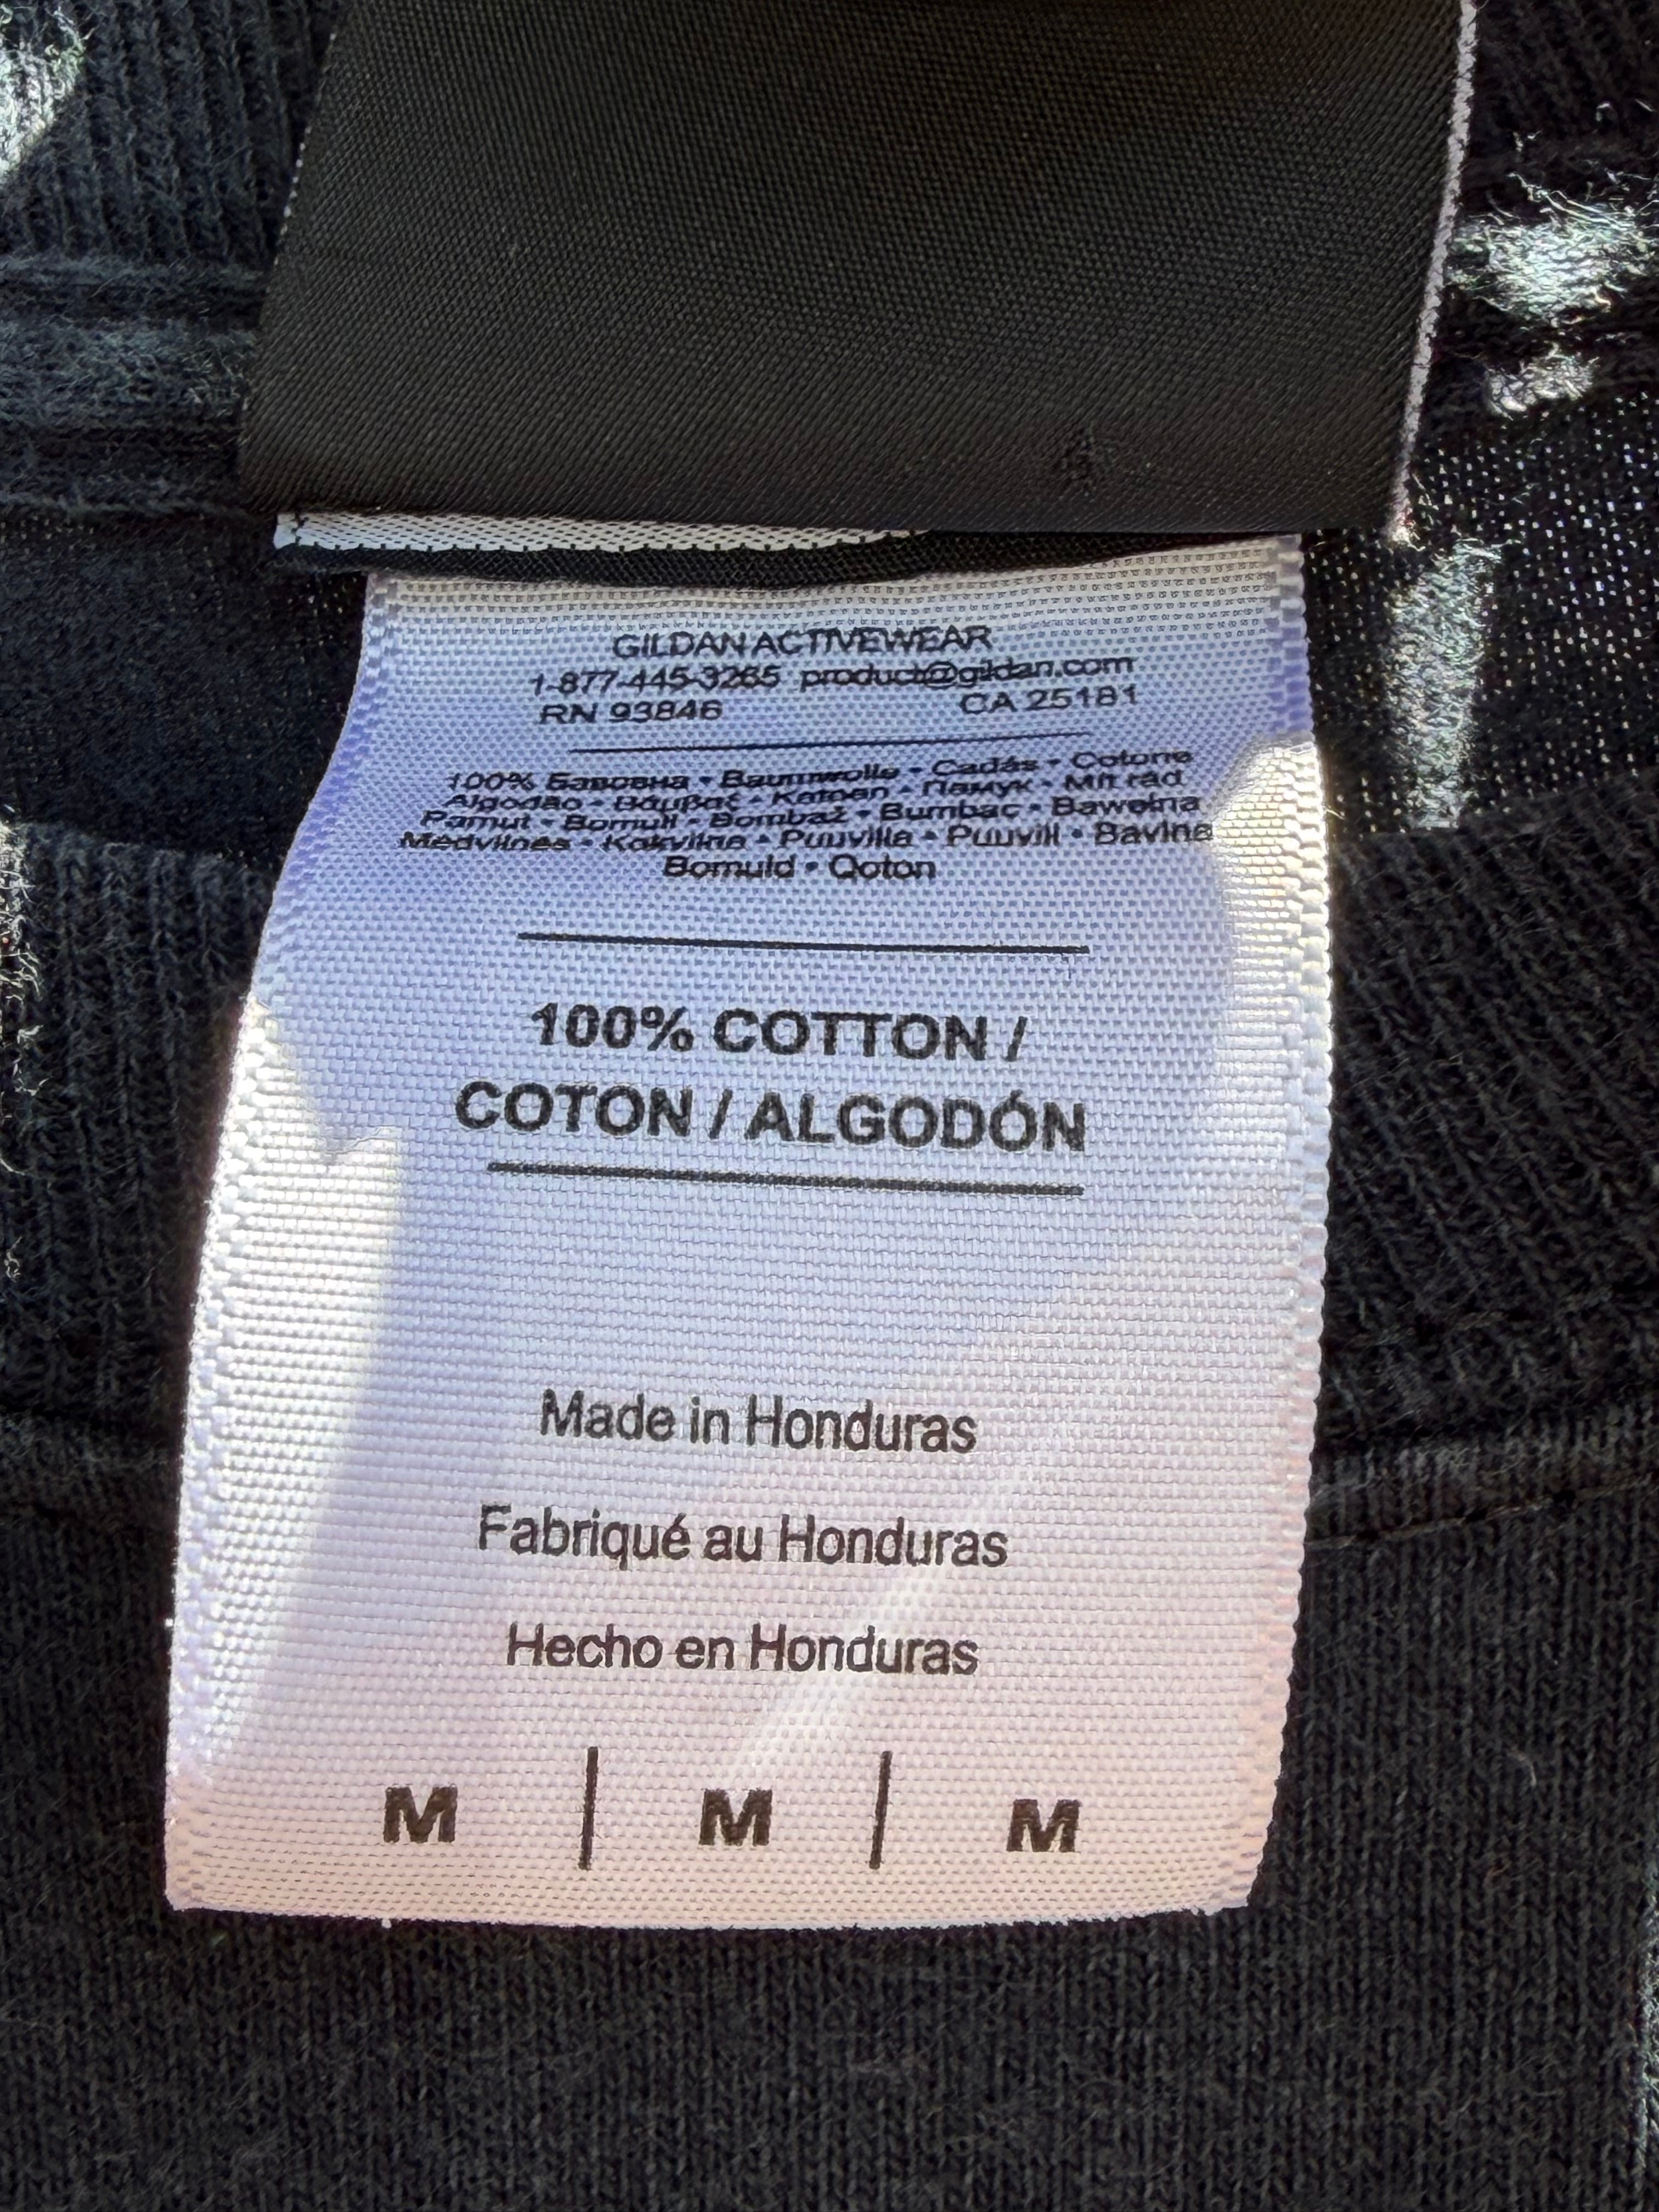 GILDAN ACTIVEWEAR
1-877-445-3265 product@gildan.com
RN 93846 CA 25181
100% Бавовна • Baumwolle • Cadás • Cotone
Algodão • Βάμβαξ • Katoen • Памук • Mít rád
Pamut • Bomull • Bombaž • Bumbac • Bawełna
Medvilnės • Kokvilna • Puuvilla • Puuvill • Bavlna
Bomuld • Qoton
100% COTTON /
COTON / ALGODÓN
Made in Honduras
Fabriqué au Honduras
Hecho en Honduras
M | M | M